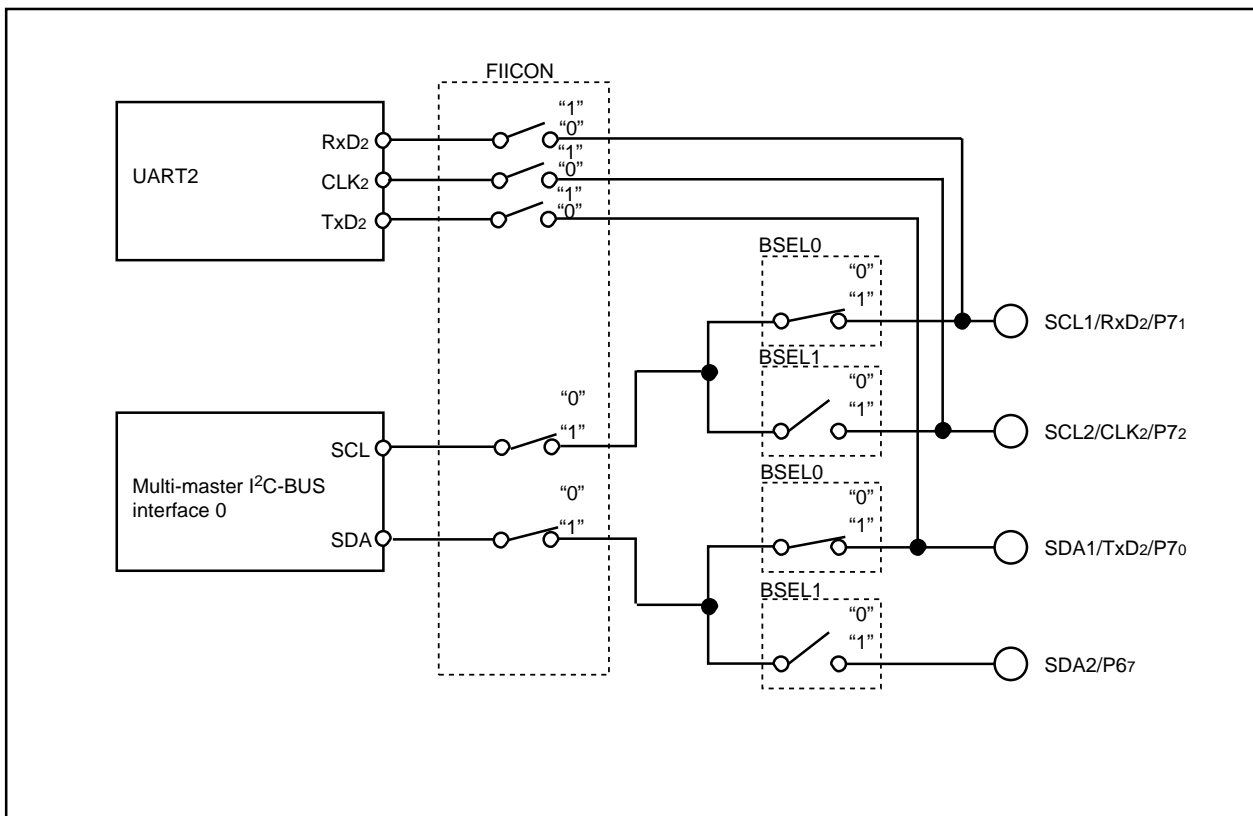 FIICON
UART2
RxD2
CLK2
TxD2
“1”
“0”
“1”
“0”
“1”
“0”
BSEL0
“0”
“1”
SCL1/RxD2/P71
BSEL1
“0”
“1”
SCL2/CLK2/P72
Multi-master I²C-BUS
interface 0
SCL
SDA
“0”
“1”
“0”
“1”
BSEL0
“0”
“1”
SDA1/TxD2/P70
BSEL1
“0”
“1”
SDA2/P67